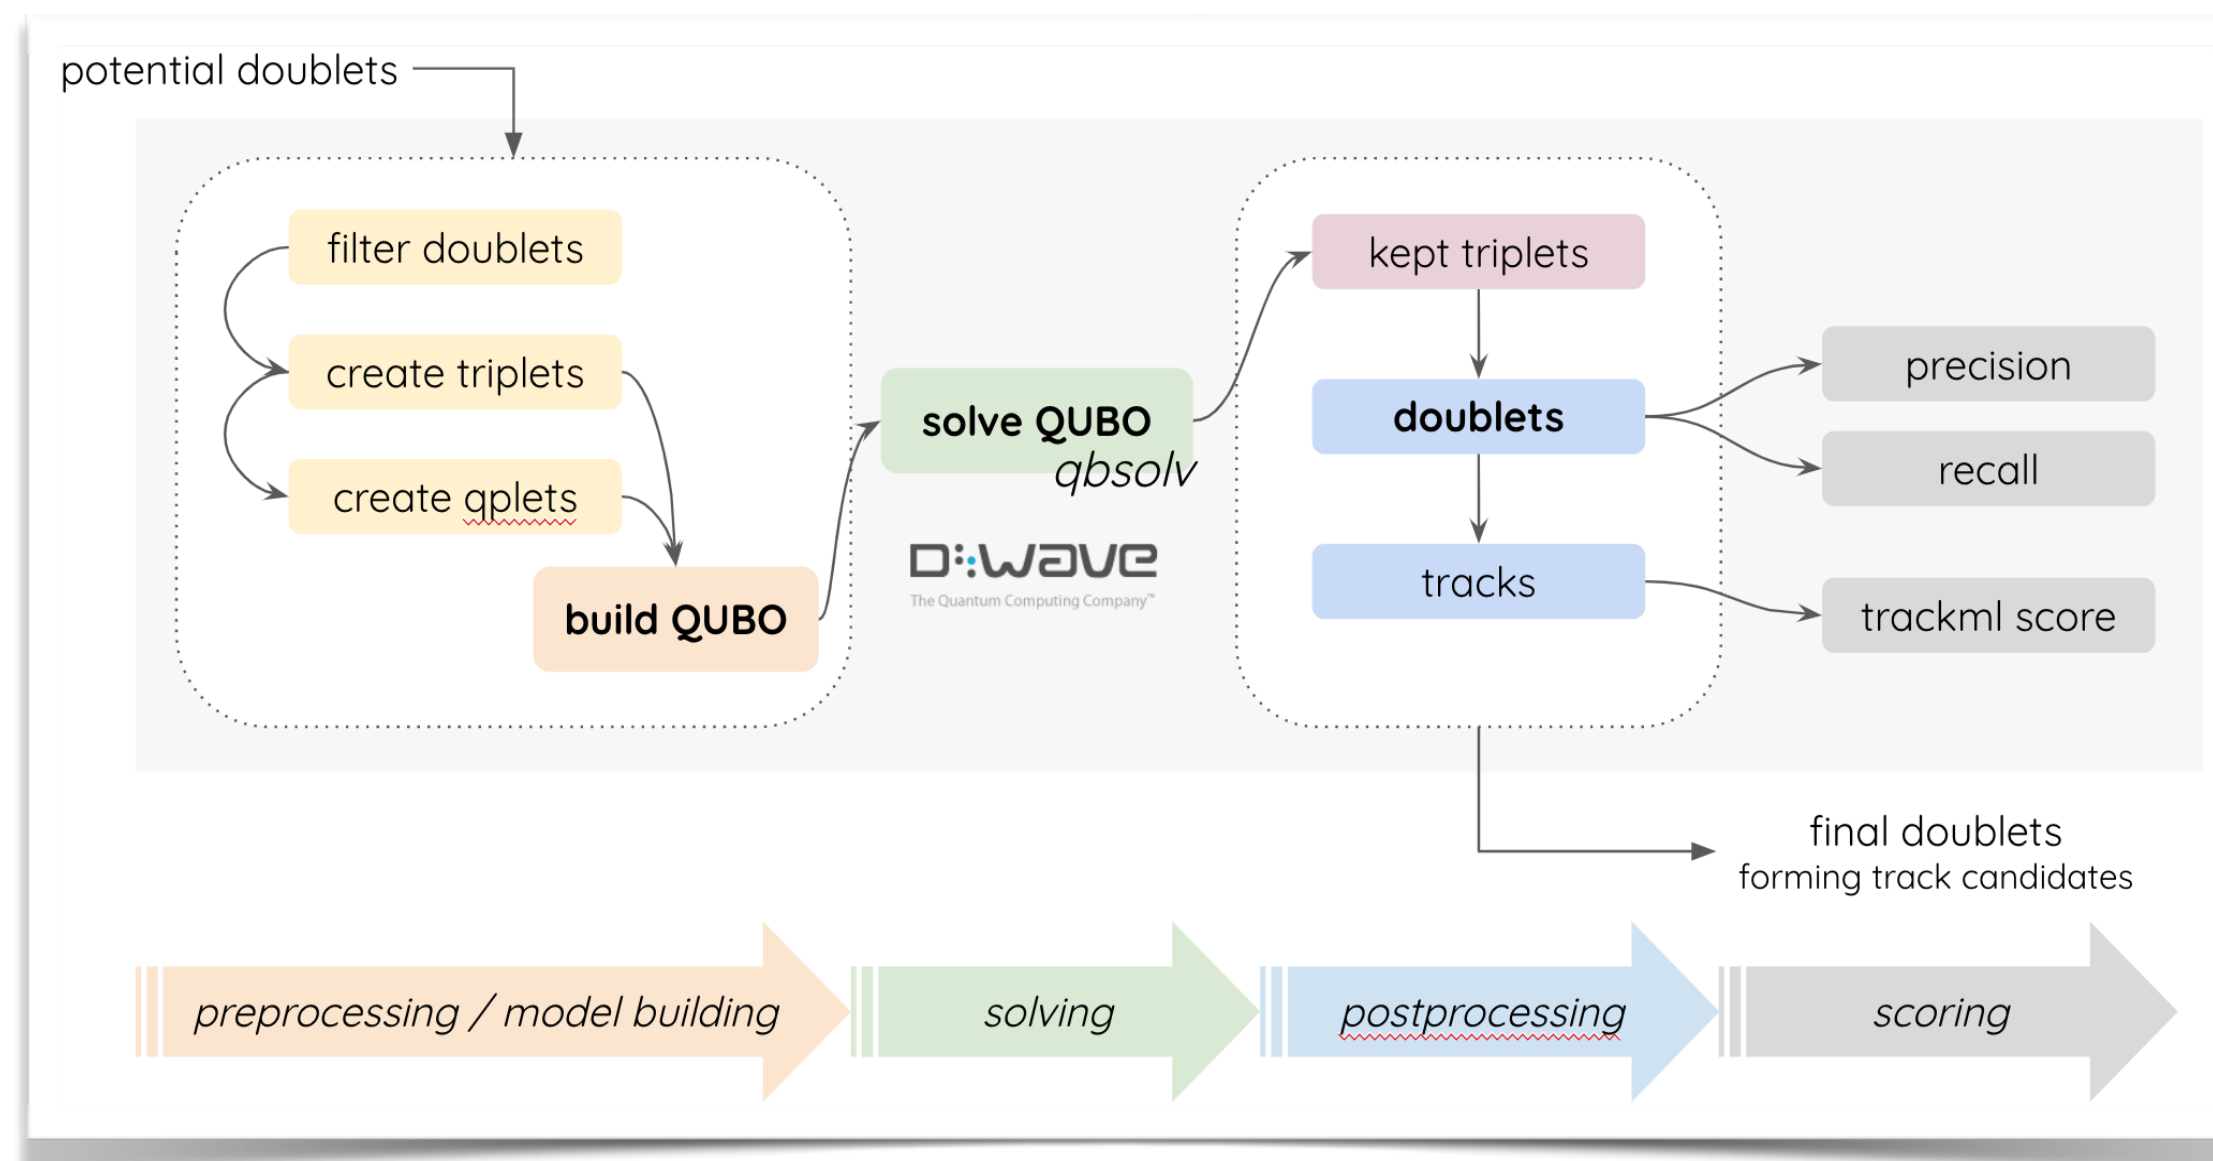 potential doublets
filter doublets
create triplets
create qplets
build QUBO
solve QUBO
qbsolv
D:wave
The Quantum Computing Company™
kept triplets
doublets
tracks
precision
recall
trackml score
final doublets
forming track candidates
preprocessing / model building
solving
postprocessing
scoring